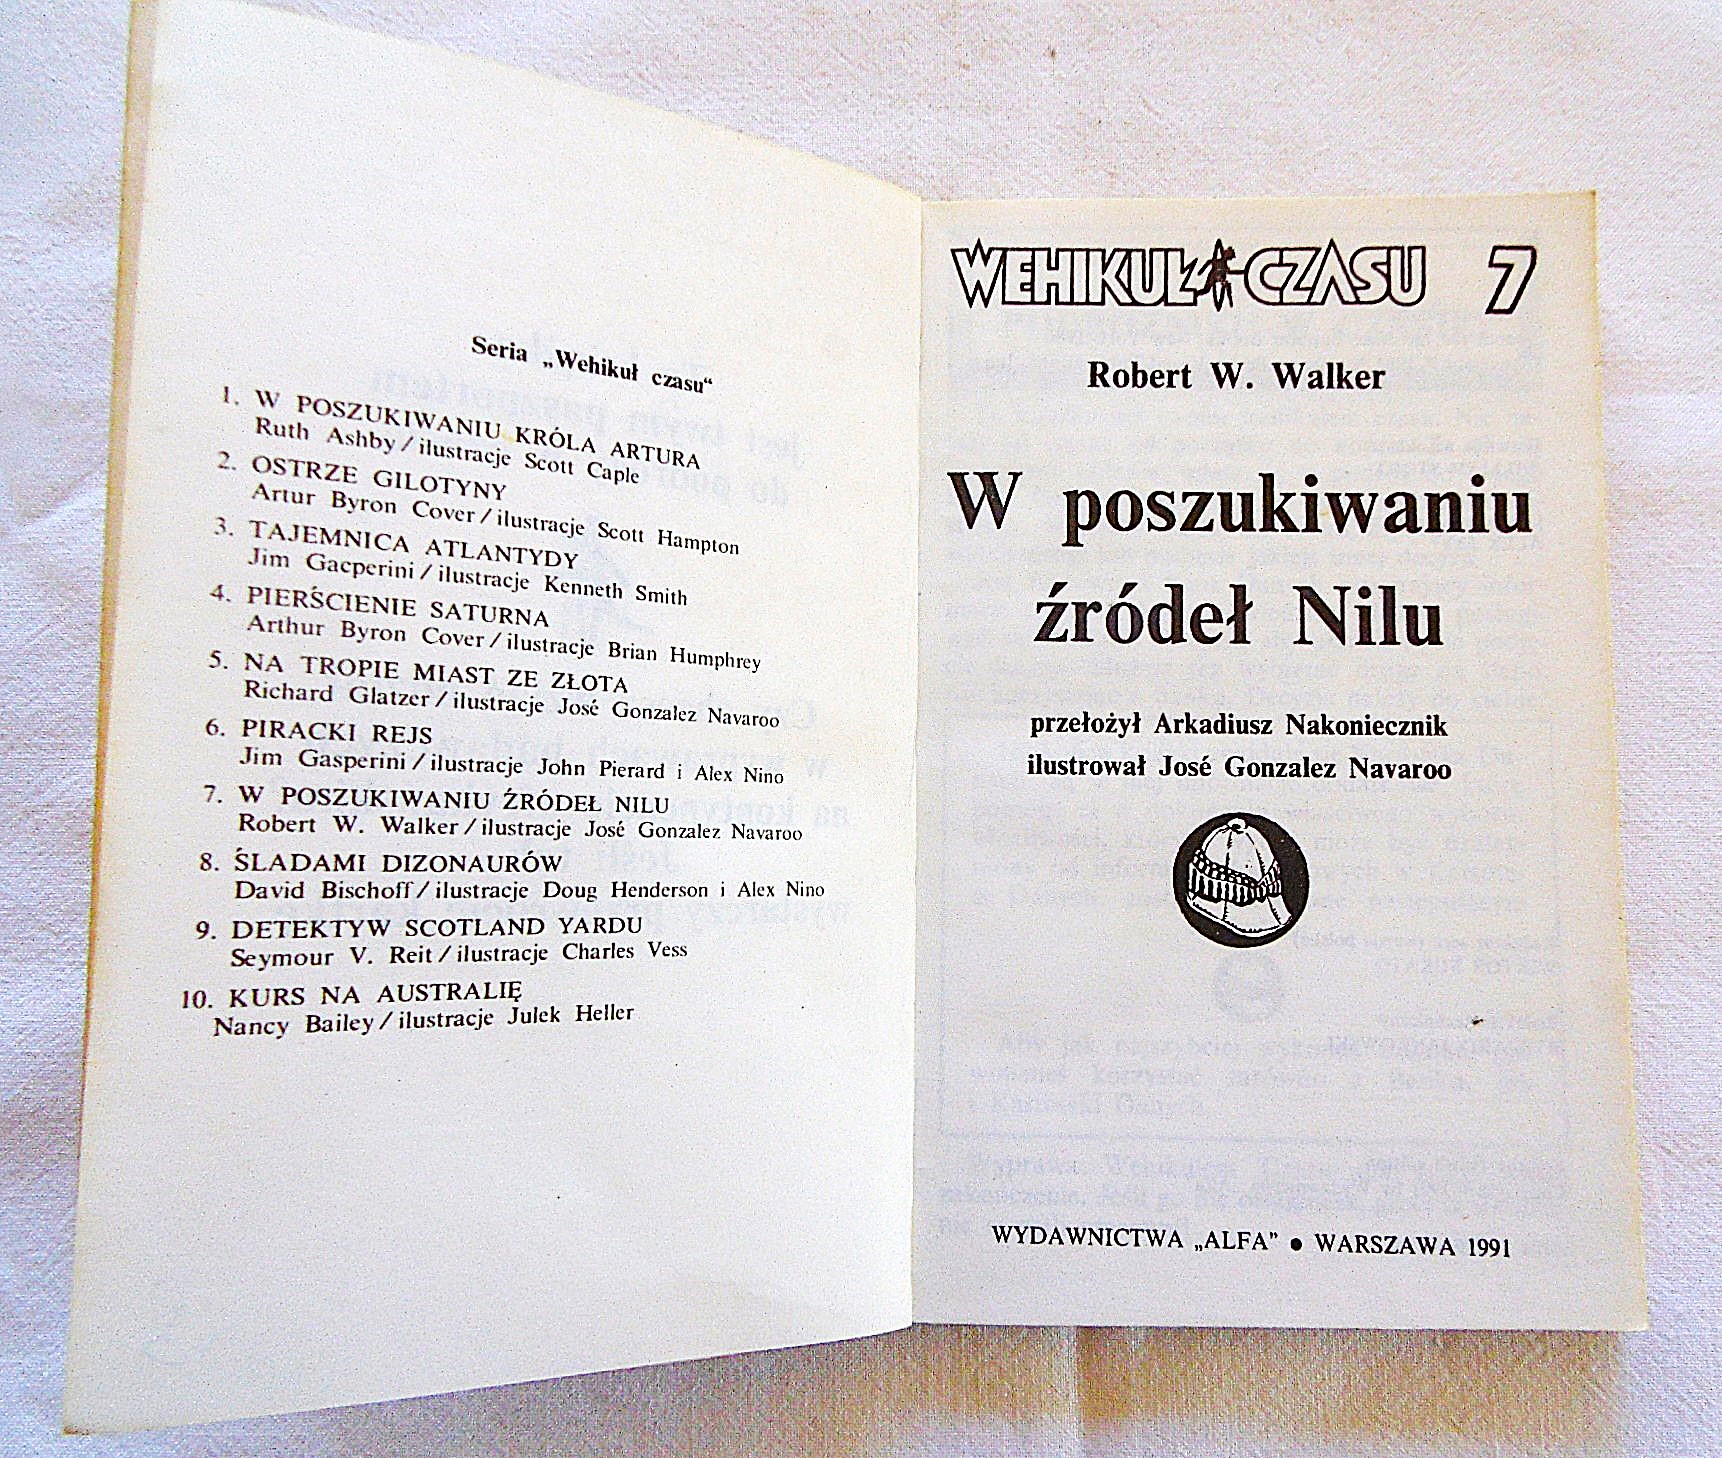 Seria „Wehikuł czasu“
1. W POSZUKIWANIU KRÓLA ARTURA
Ruth Ashby/ilustracje Scott Caple
2. OSTRZE GILOTYNY
Artur Byron Cover/ilustracje Scott Hampton
3. TAJEMNICA ATLANTYDY
Jim Gacperini/ilustracje Kenneth Smith
4. PIERŚCIENIE SATURNA
Arthur Byron Cover/ilustracje Brian Humphrey
5. NA TROPIE MIAST ZE ZŁOTA
Richard Glatzer/ilustracje José Gonzalez Navaroo
6. PIRACKI REJS
Jim Gasperini/ilustracje John Pierard i Alex Nino
7. W POSZUKIWANIU ŹRÓDEŁ NILU
Robert W. Walker/ilustracje José Gonzalez Navaroo
8. ŚLADAMI DIZONAURÓW
David Bischoff/ilustracje Doug Henderson i Alex Nino
9. DETEKTYW SCOTLAND YARDU
Seymour V. Reit/ilustracje Charles Vess
10. KURS NA AUSTRALIĘ
Nancy Bailey/ilustracje Julek Heller
WEHIKUŁ CZASU 7
Robert W. Walker
W poszukiwaniu
źródeł Nilu
przełożył Arkadiusz Nakoniecznik
ilustrował José Gonzalez Navaroo
WYDAWNICTWA „ALFA” ● WARSZAWA 1991